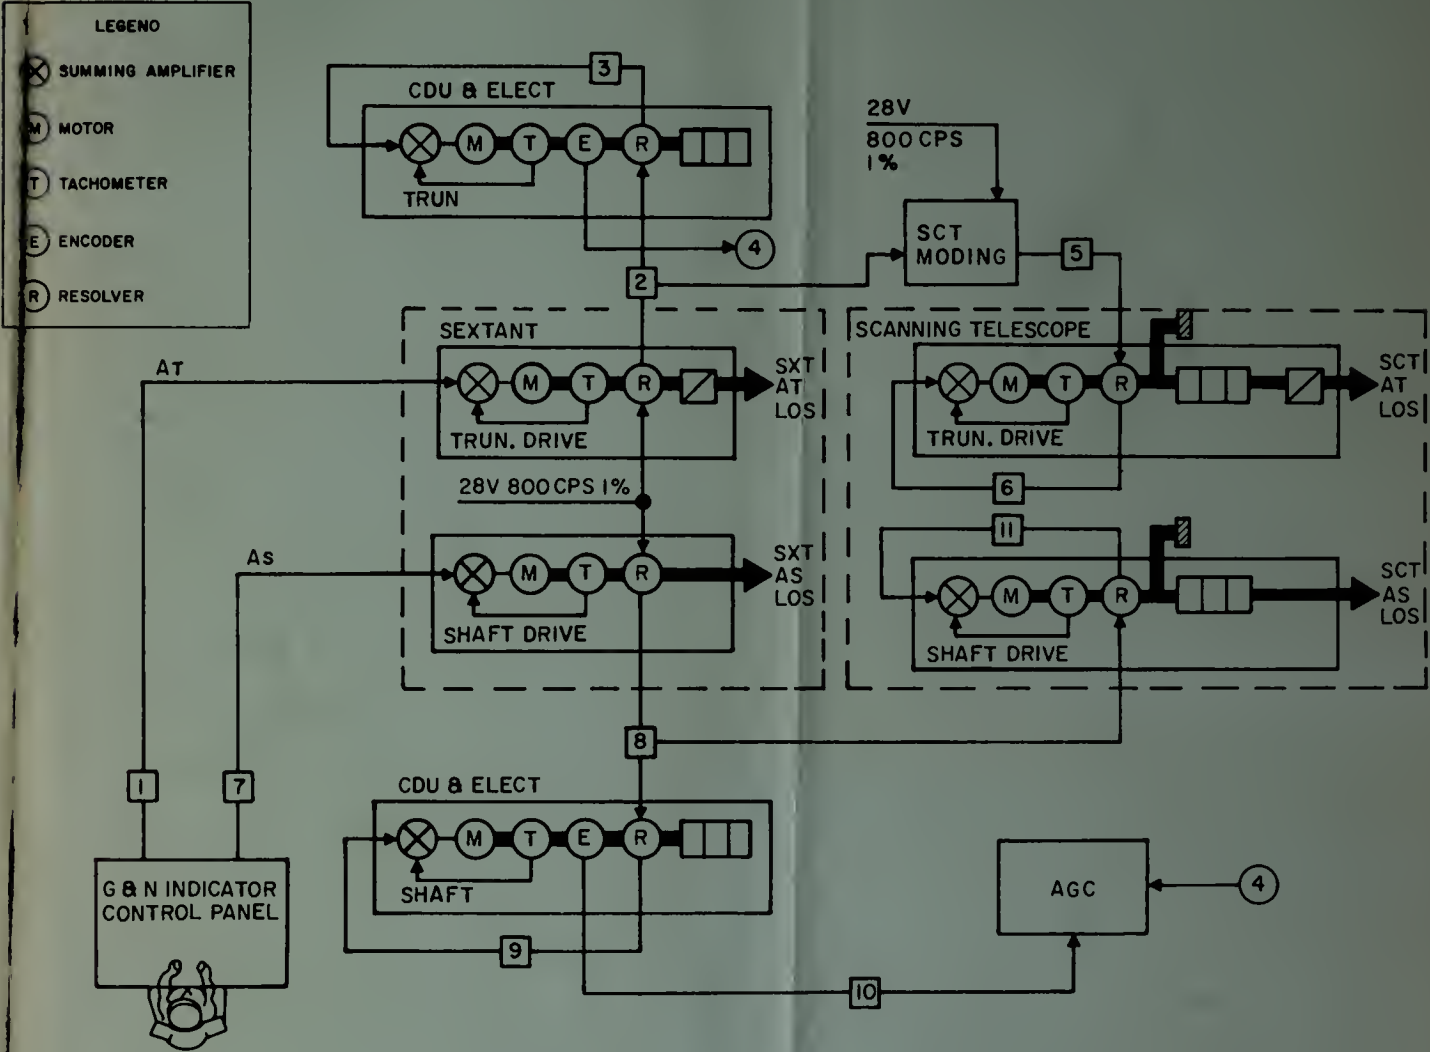 LEGEND
SUMMING AMPLIFIER
M MOTOR
T TACHOMETER
E ENCODER
R RESOLVER
3
CDU & ELECT
M T E R
TRUN
4
2
28V
800 CPS
1%
SCT
MODING
5
SEXTANT
M T R
TRUN. DRIVE
SXT
AT
LOS
28V 800 CPS 1%
M T R
SHAFT DRIVE
SXT
AS
LOS
SCANNING TELESCOPE
M T R
TRUN. DRIVE
SCT
AT
LOS
6
11
M T R
SHAFT DRIVE
SCT
AS
LOS
AT
AS
1
7
G & N INDICATOR
CONTROL PANEL
8
CDU & ELECT
M T E R
SHAFT
9
10
AGC
4